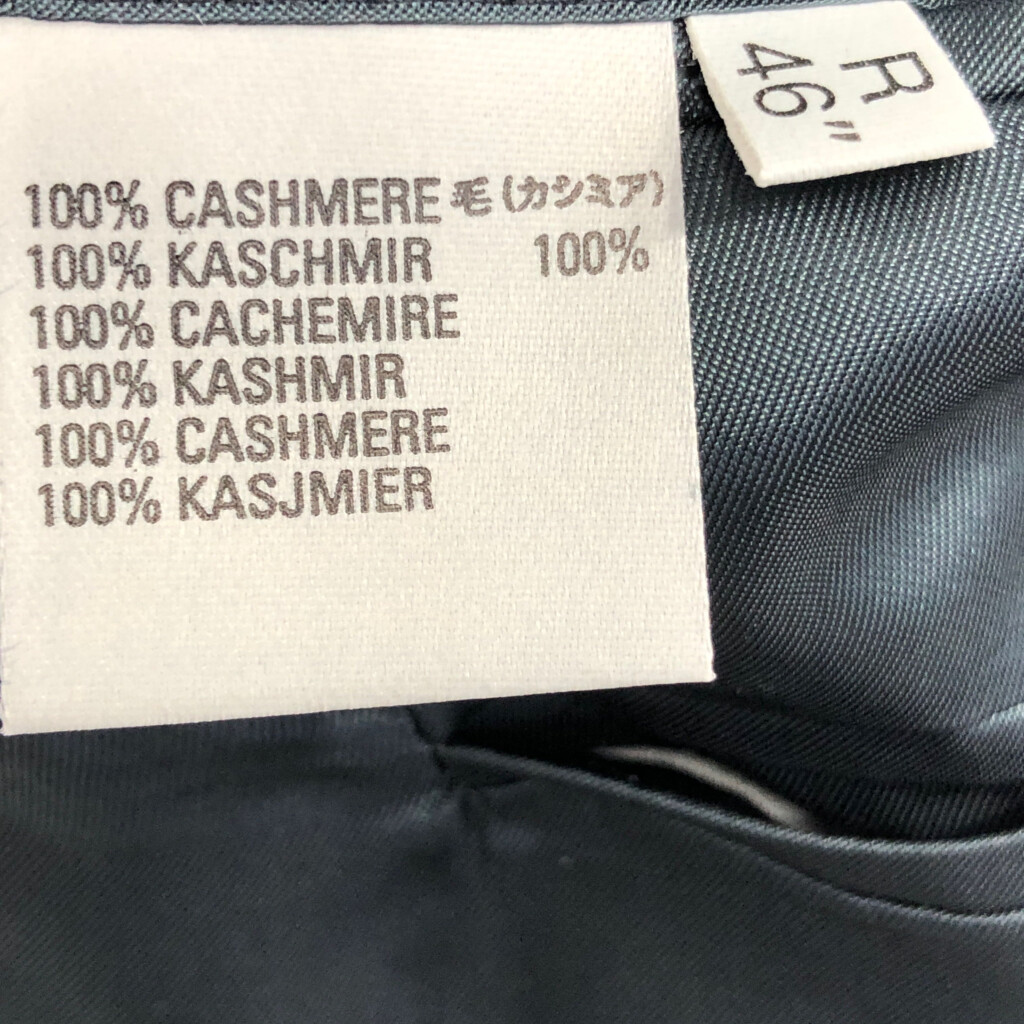 100% CASHMERE 毛(カシミア)
100% KASCHMIR 100%
100% CACHEMIRE
100% KASHMIR
100% CASHMERE
100% KASJMIER
R
46"